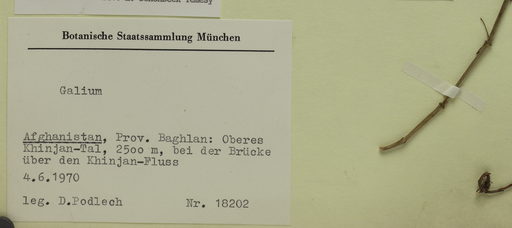 Botanische Staatssammlung München
Galium
Afghanistan, Prov. Baghlan: Oberes
Khinjan-Tal, 2500 m, bei der Brücke
über den Khinjan-Fluss
4.6.1970
leg. D.Podlech Nr. 18202